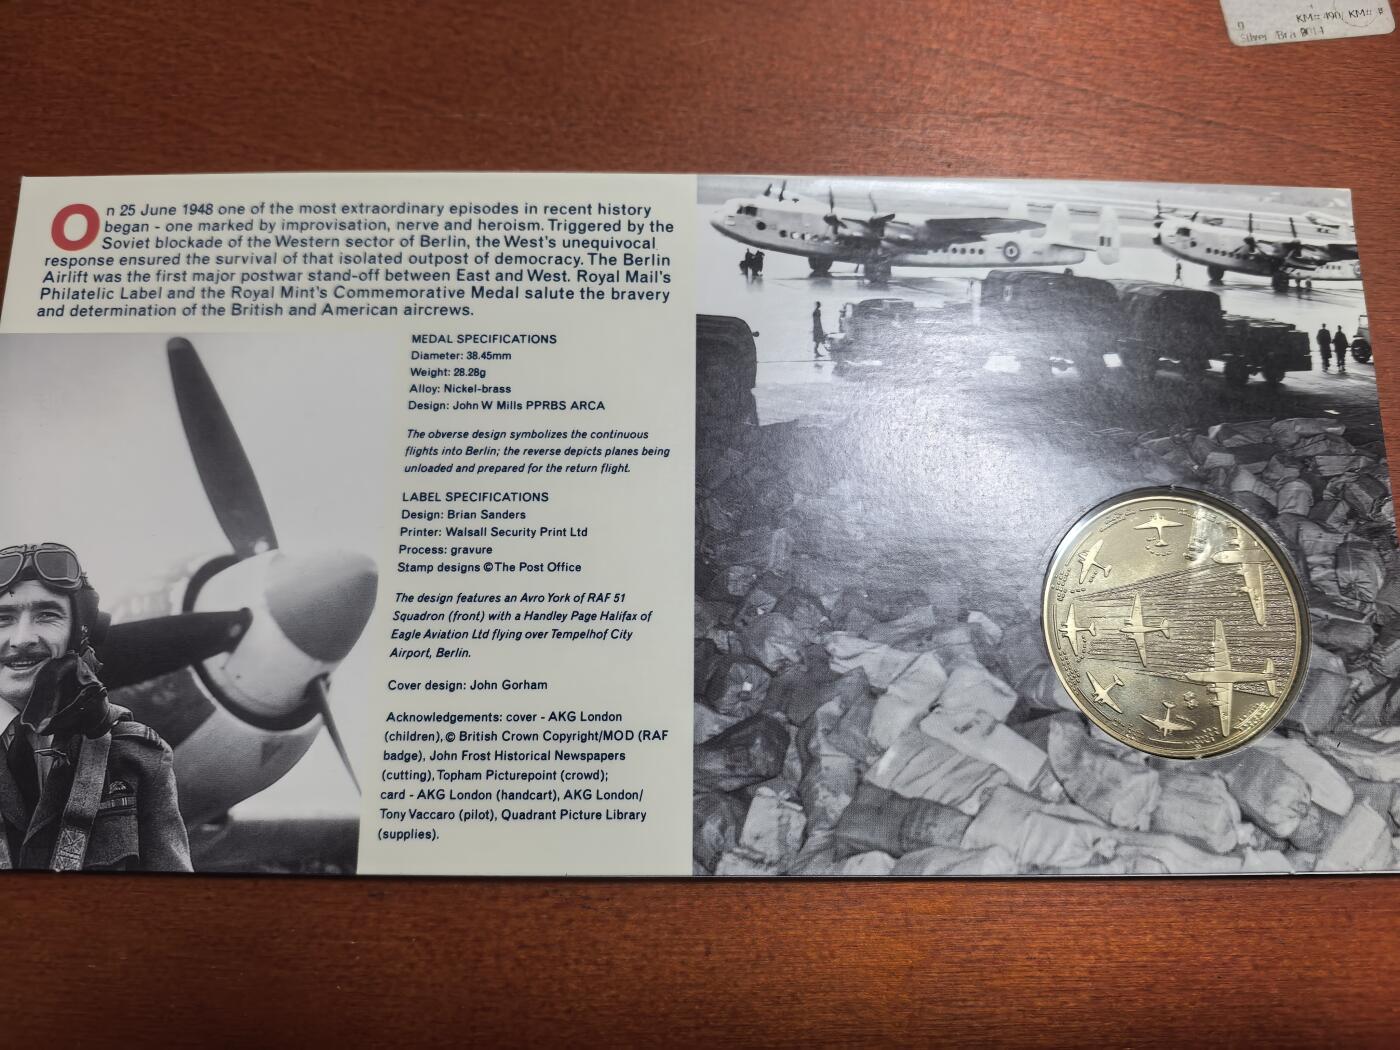 KM# 490/ KM# #
On 25 June 1948 one of the most extraordinary episodes in recent history
began - one marked by improvisation, nerve and heroism. Triggered by the
Soviet blockade of the Western sector of Berlin, the West's unequivocal
response ensured the survival of that isolated outpost of democracy. The Berlin
Airlift was the first major postwar stand-off between East and West. Royal Mail's
Philatelic Label and the Royal Mint's Commemorative Medal salute the bravery
and determination of the British and American aircrews.
MEDAL SPECIFICATIONS
Diameter: 38.45mm
Weight: 28.28g
Alloy: Nickel-brass
Design: John W Mills PPRBS ARCA
The obverse design symbolizes the continuous
flights into Berlin; the reverse depicts planes being
unloaded and prepared for the return flight.
LABEL SPECIFICATIONS
Design: Brian Sanders
Printer: Walsall Security Print Ltd
Process: gravure
Stamp designs ©The Post Office
The design features an Avro York of RAF 51
Squadron (front) with a Handley Page Halifax of
Eagle Aviation Ltd flying over Tempelhof City
Airport, Berlin.
Cover design: John Gorham
Acknowledgements: cover - AKG London
(children), © British Crown Copyright/MOD (RAF
badge), John Frost Historical Newspapers
(cutting), Topham Picturepoint (crowd);
card - AKG London (handcart), AKG London/
Tony Vaccaro (pilot), Quadrant Picture Library
(supplies).